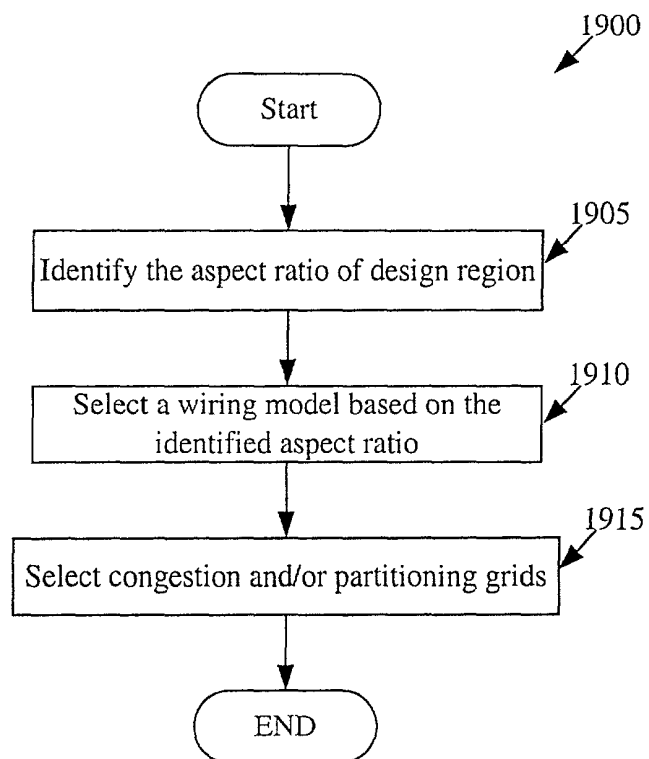 1900
Start
1905
Identify the aspect ratio of design region
1910
Select a wiring model based on the
identified aspect ratio
1915
Select congestion and/or partitioning grids
END